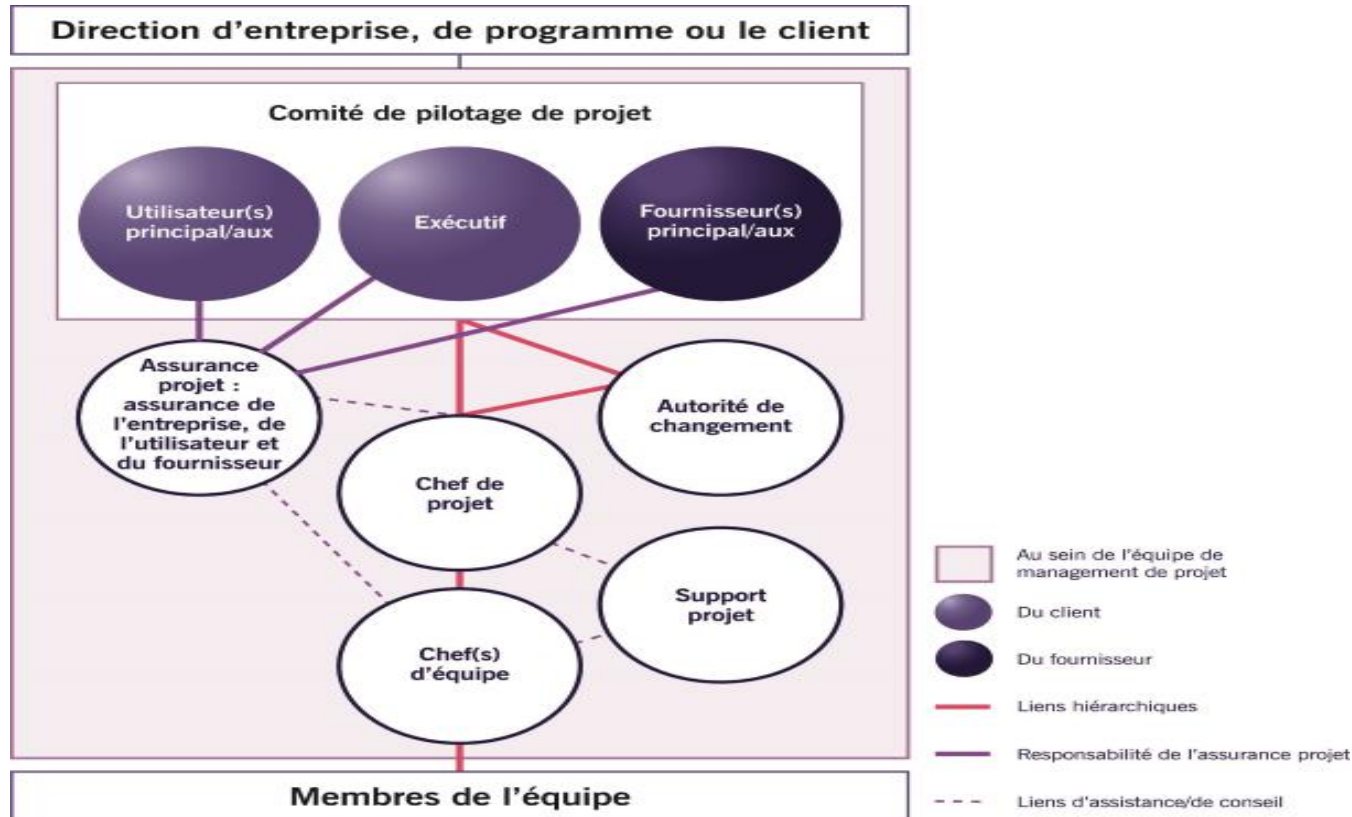 Direction d'entreprise, de programme ou le client
Comité de pilotage de projet
Utilisateur(s)
principal/aux
Exécutif
Fournisseur(s)
principal/aux
Assurance
projet :
assurance de
l'entreprise, de
l'utilisateur et
du fournisseur
Autorité de
changement
Chef de
projet
Support
projet
Chef(s)
d'équipe
Membres de l'équipe
Au sein de l'équipe de
management de projet
Du client
Du fournisseur
Liens hiérarchiques
Responsabilité de l'assurance projet
Liens d'assistance/de conseil